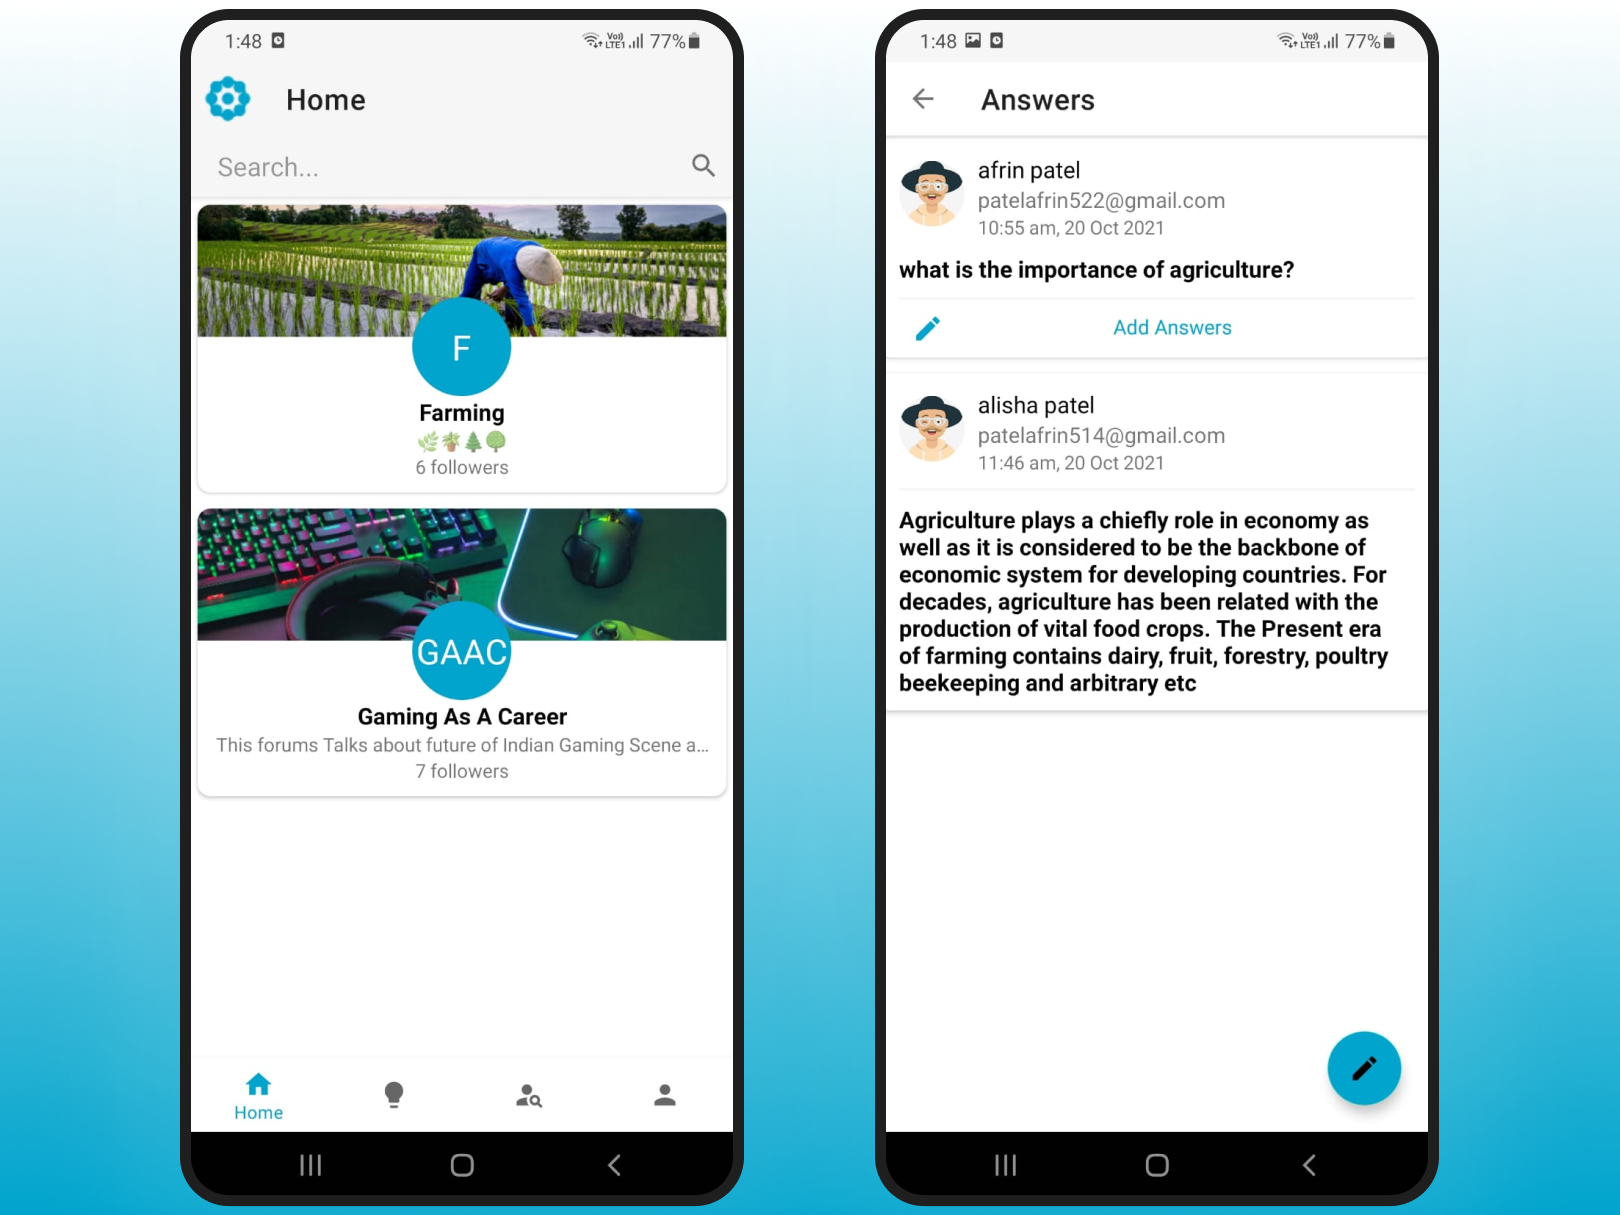 1:48
Vo)) LTE1 77%
Home
Search...
F
Farming
6 followers
GAAC
Gaming As A Career
This forums Talks about future of Indian Gaming Scene a...
7 followers
Home
1:48
Vo)) LTE1 77%
Answers
afrin patel
patelafrin522@gmail.com
10:55 am, 20 Oct 2021
what is the importance of agriculture?
Add Answers
alisha patel
patelafrin514@gmail.com
11:46 am, 20 Oct 2021
Agriculture plays a chiefly role in economy as
well as it is considered to be the backbone of
economic system for developing countries. For
decades, agriculture has been related with the
production of vital food crops. The Present era
of farming contains dairy, fruit, forestry, poultry
beekeeping and arbitrary etc